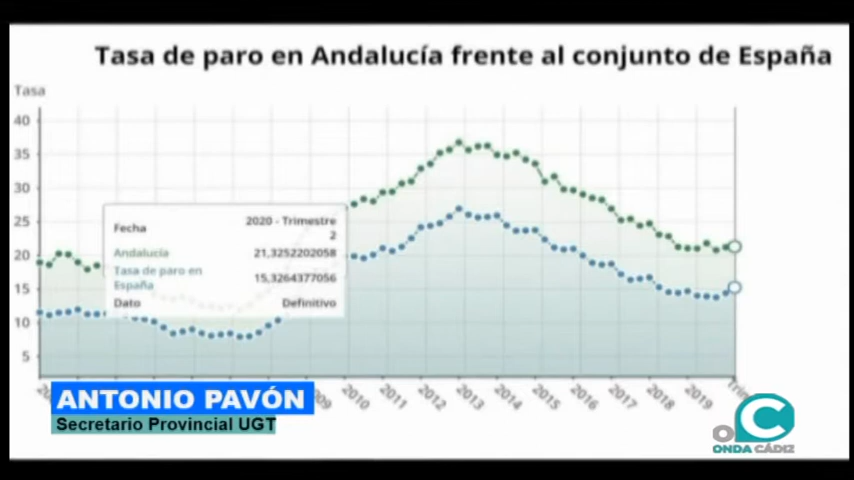 Tasa de paro en Andalucía frente al conjunto de España
Tasa
40
35
30
25
20
15
10
5
Fecha 2020 - Trimestre 2
Andalucía 21,3252202058
Tasa de paro en España 15,3264377056
Dato Definitivo
2010 2011 2012 2013 2014 2015 2016 2017 2018 2019
ANTONIO PAVÓN
Secretario Provincial UGT
OC
ONDA CÁDIZ